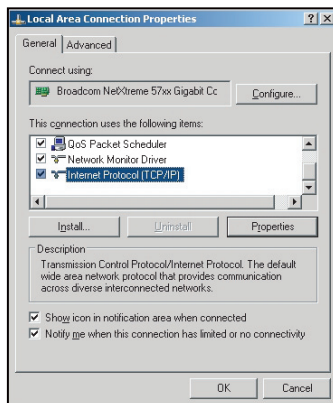 Local Area Connection Properties
General Advanced
Connect using:
Broadcom NetXtreme 57xx Gigabit Cc
Configure...
This connection uses the following items:
QoS Packet Scheduler
Network Monitor Driver
Internet Protocol (TCP/IP)
Install... Uninstall Properties
Description
Transmission Control Protocol/Internet Protocol. The default
wide area network protocol that provides communication
across diverse interconnected networks.
Show icon in notification area when connected
Notify me when this connection has limited or no connectivity
OK Cancel